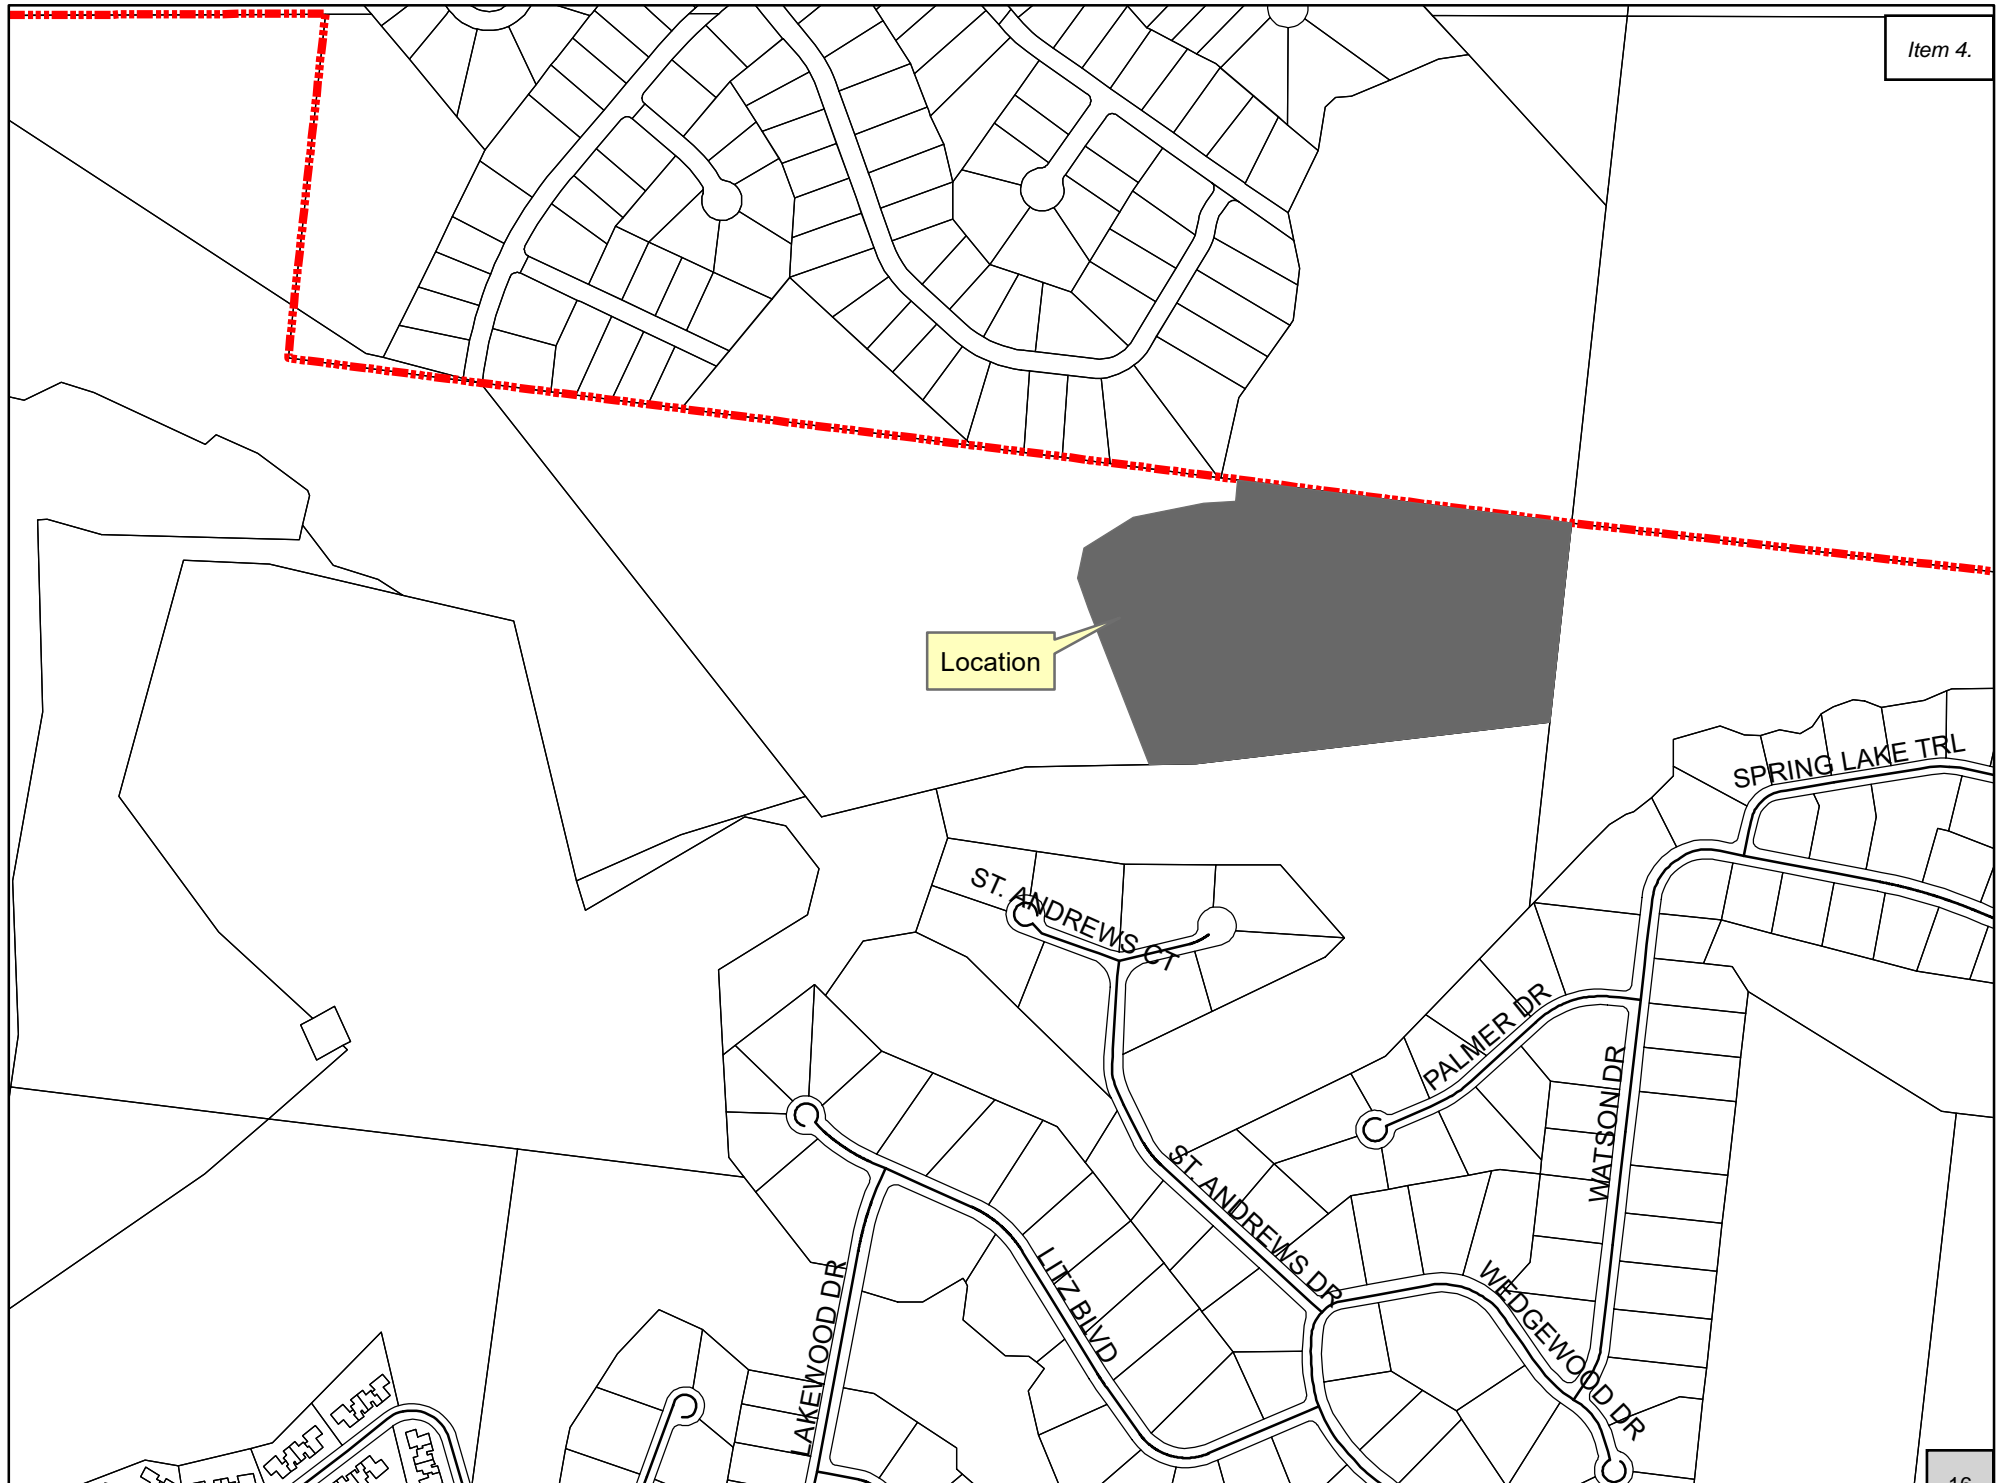 Item 4.
Location
SPRING LAKE TRL
ST. ANDREWS CT
PALMER DR
WATSON DR
ST. ANDREWS DR
LITZ BLVD
WEDGEWOOD DR
LAKEWOOD DR
16